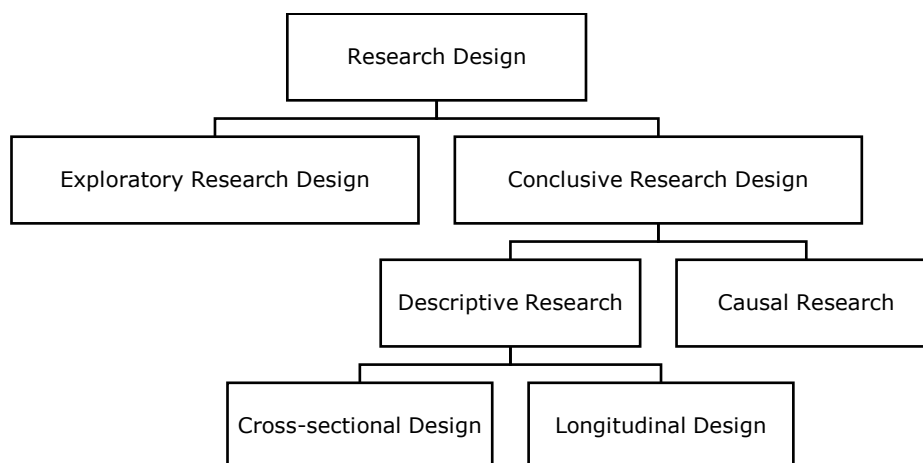 Research Design
Exploratory Research Design
Conclusive Research Design
Descriptive Research
Causal Research
Cross-sectional Design
Longitudinal Design